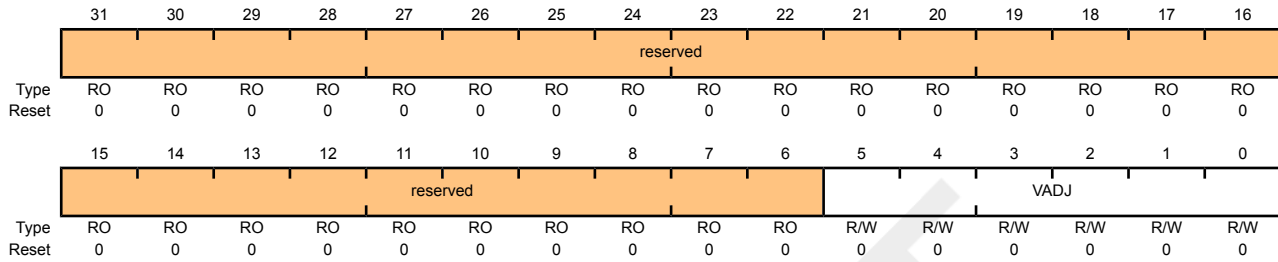 31 30 29 28 27 26 25 24 23 22 21 20 19 18 17 16
reserved
Type RO RO RO RO RO RO RO RO RO RO RO RO RO RO RO RO
Reset 0 0 0 0 0 0 0 0 0 0 0 0 0 0 0 0
15 14 13 12 11 10 9 8 7 6 5 4 3 2 1 0
reserved VADJ
Type RO RO RO RO RO RO RO RO RO RO R/W R/W R/W R/W R/W R/W
Reset 0 0 0 0 0 0 0 0 0 0 0 0 0 0 0 0